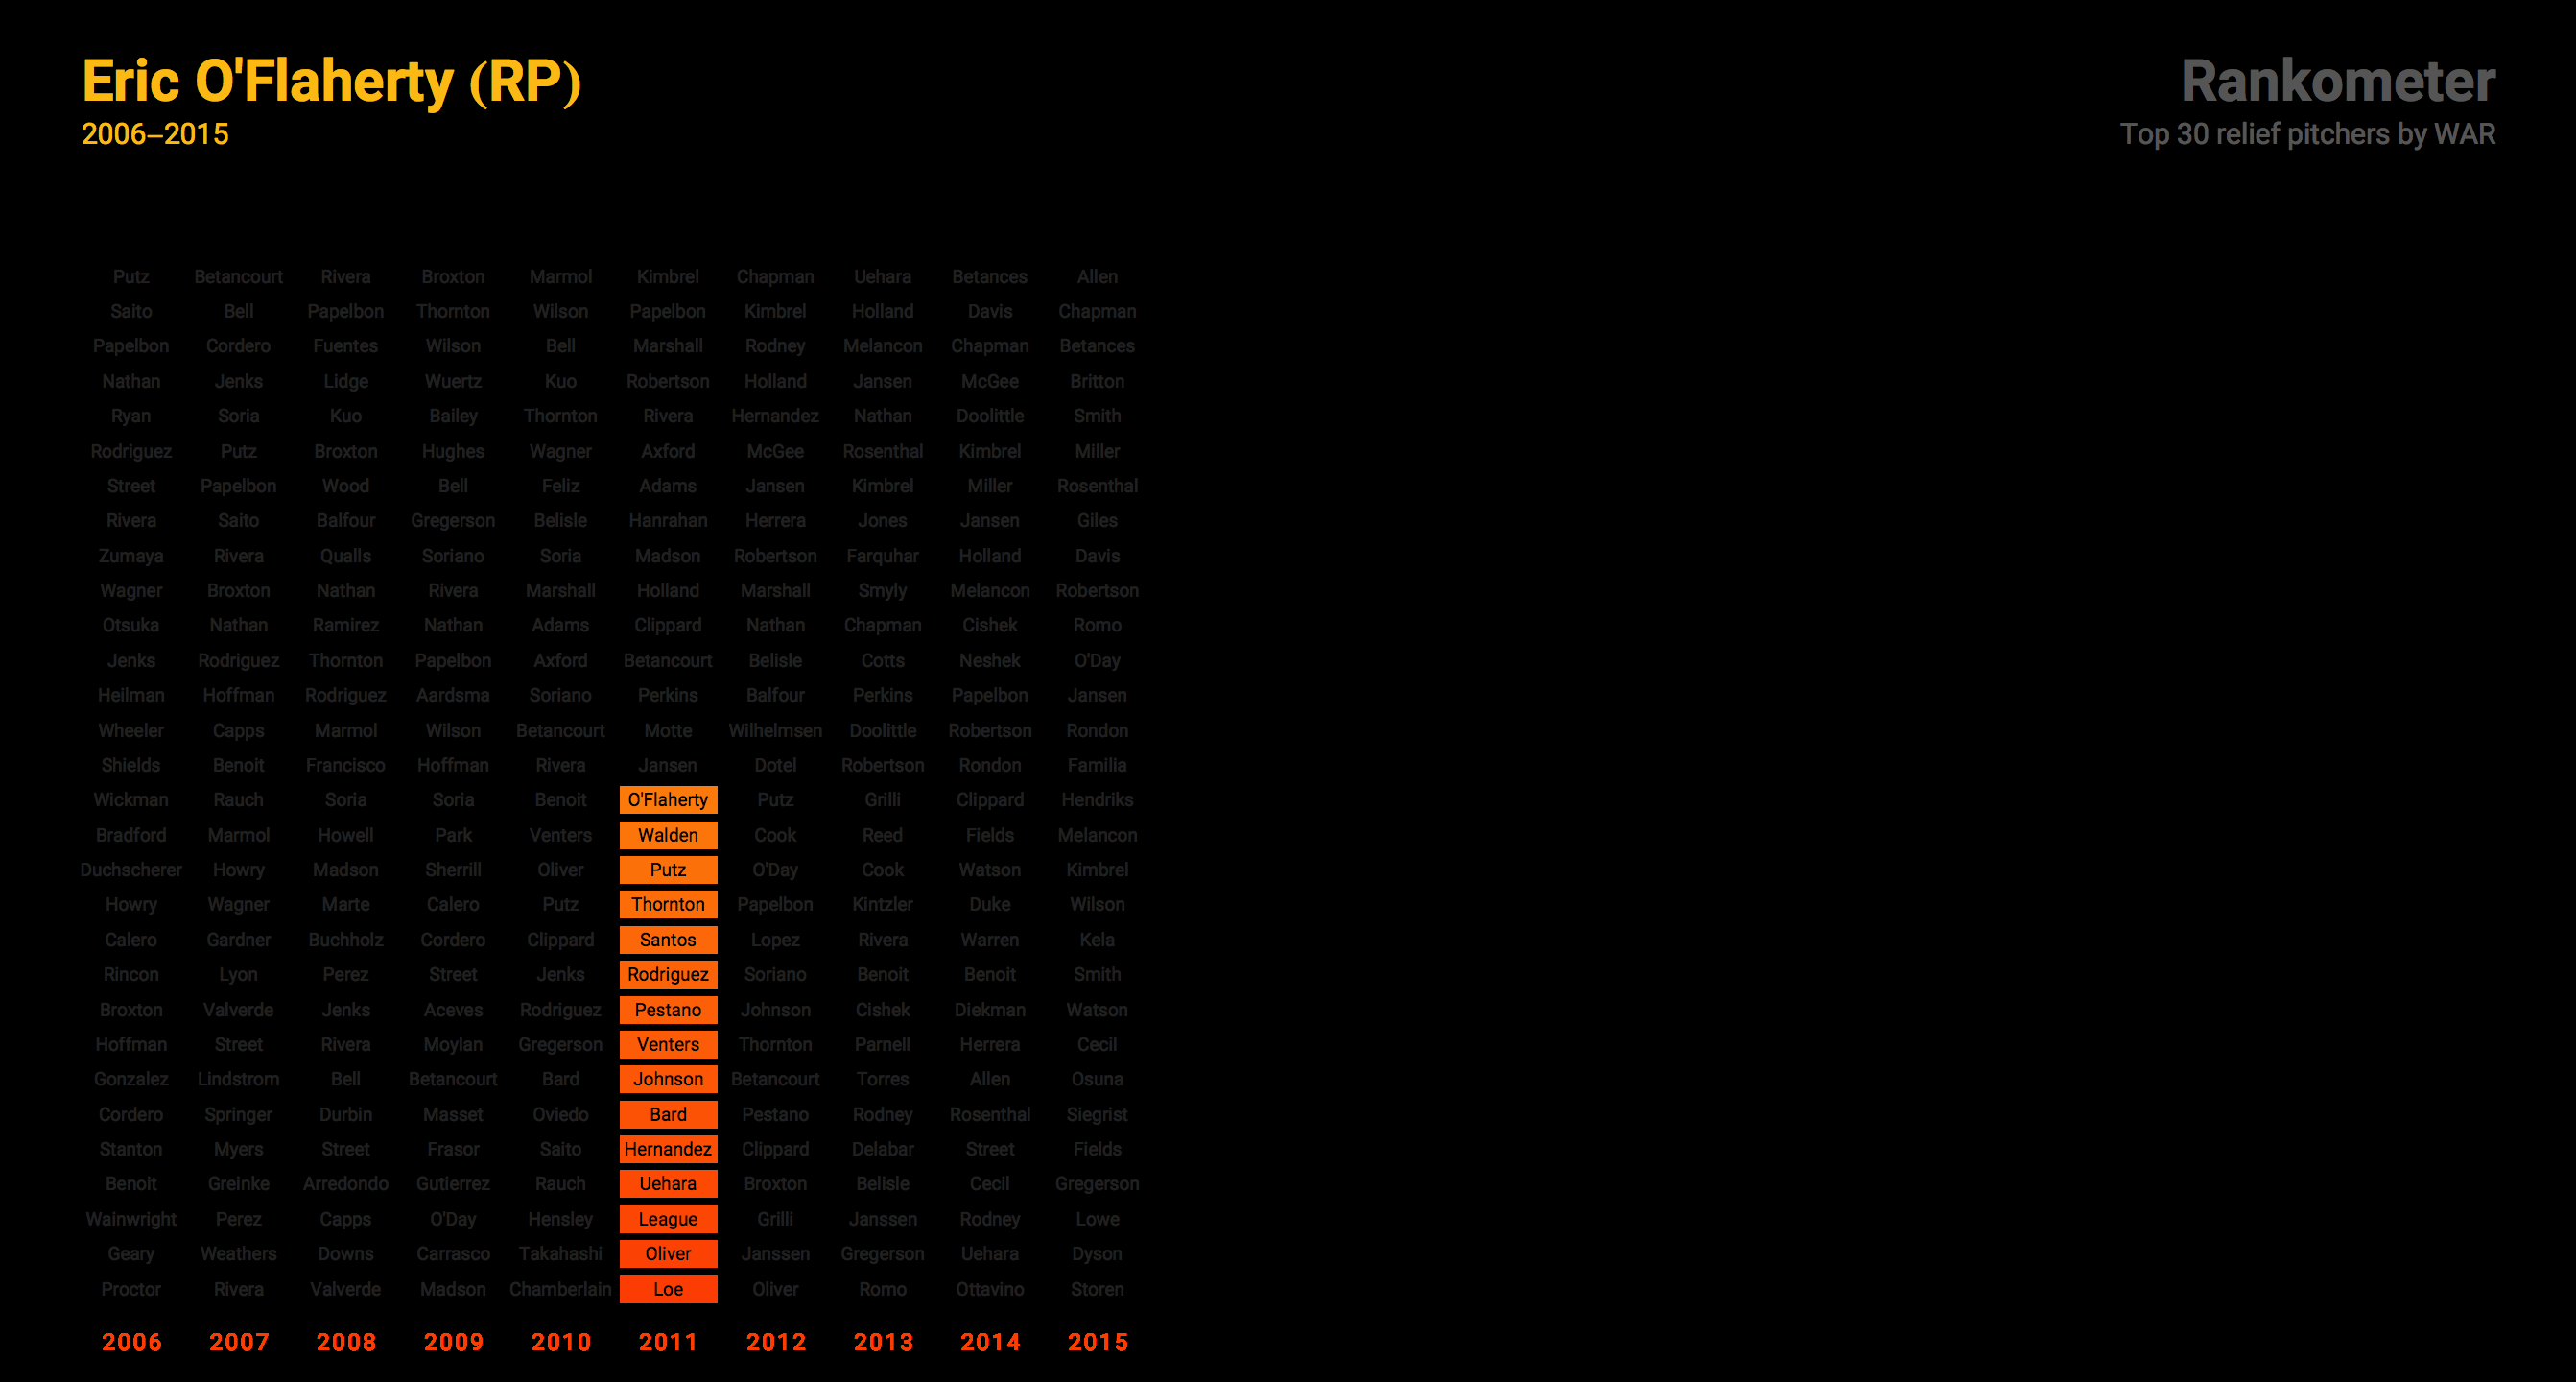 Eric O'Flaherty (RP)
2006–2015
Rankometer
Top 30 relief pitchers by WAR
Putz Betancourt Rivera Broxton Marmol Kimbrel Chapman Uehara Betances Allen
Saito Bell Papelbon Thornton Wilson Papelbon Kimbrel Holland Davis Chapman
Papelbon Cordero Fuentes Wilson Bell Marshall Rodney Melancon Chapman Betances
Nathan Jenks Lidge Wuertz Kuo Robertson Holland Jansen McGee Britton
Ryan Soria Kuo Bailey Thornton Rivera Hernandez Nathan Doolittle Smith
Rodriguez Putz Broxton Hughes Wagner Axford McGee Rosenthal Kimbrel Miller
Street Papelbon Wood Bell Feliz Adams Jansen Kimbrel Miller Rosenthal
Rivera Saito Balfour Gregerson Belisle Hanrahan Herrera Jones Jansen Giles
Zumaya Rivera Qualls Soriano Soria Madson Robertson Farquhar Holland Davis
Wagner Broxton Nathan Rivera Marshall Holland Marshall Smyly Melancon Robertson
Otsuka Nathan Ramirez Nathan Adams Clippard Nathan Chapman Cishek Romo
Jenks Rodriguez Thornton Papelbon Axford Betancourt Belisle Cotts Neshek O'Day
Heilman Hoffman Rodriguez Aardsma Soriano Perkins Balfour Perkins Papelbon Jansen
Wheeler Capps Marmol Wilson Betancourt Motte Wilhelmsen Doolittle Robertson Rondon
Shields Benoit Francisco Hoffman Rivera Jansen Dotel Robertson Rondon Familia
Wickman Rauch Soria Soria Benoit O'Flaherty Putz Grilli Clippard Hendriks
Bradford Marmol Howell Park Venters Walden Cook Reed Fields Melancon
Duchscherer Howry Madson Sherrill Oliver Putz O'Day Cook Watson Kimbrel
Howry Wagner Marte Calero Putz Thornton Papelbon Kintzler Duke Wilson
Calero Gardner Buchholz Cordero Clippard Santos Lopez Rivera Warren Kela
Rincon Lyon Perez Street Jenks Rodriguez Soriano Benoit Benoit Smith
Broxton Valverde Jenks Aceves Rodriguez Pestano Johnson Cishek Diekman Watson
Hoffman Street Rivera Moylan Gregerson Venters Thornton Parnell Herrera Cecil
Gonzalez Lindstrom Bell Betancourt Bard Johnson Betancourt Torres Allen Osuna
Cordero Springer Durbin Masset Oviedo Bard Pestano Rodney Rosenthal Siegrist
Stanton Myers Street Frasor Saito Hernandez Clippard Delabar Street Fields
Benoit Greinke Arredondo Gutierrez Rauch Uehara Broxton Belisle Cecil Gregerson
Wainwright Perez Capps O'Day Hensley League Grilli Janssen Rodney Lowe
Geary Weathers Downs Carrasco Takahashi Oliver Janssen Gregerson Uehara Dyson
Proctor Rivera Valverde Madson Chamberlain Loe Oliver Romo Ottavino Storen
2006 2007 2008 2009 2010 2011 2012 2013 2014 2015